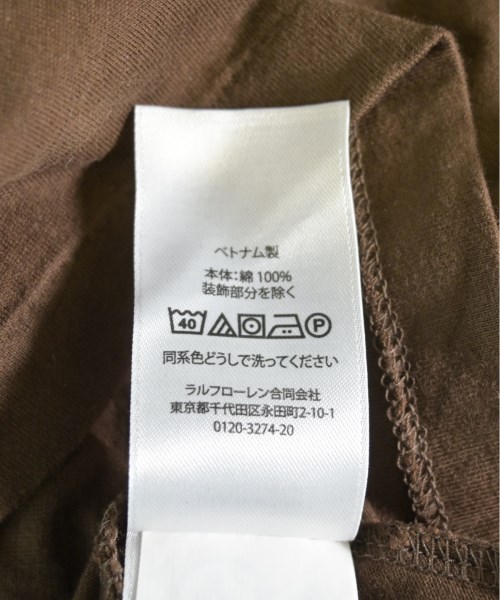 ベトナム製
本体：綿 100%
装飾部分を除く
40 P
同系色どうしで洗ってください
ラルフローレン合同会社
東京都千代田区永田町2-10-1
0120-3274-20